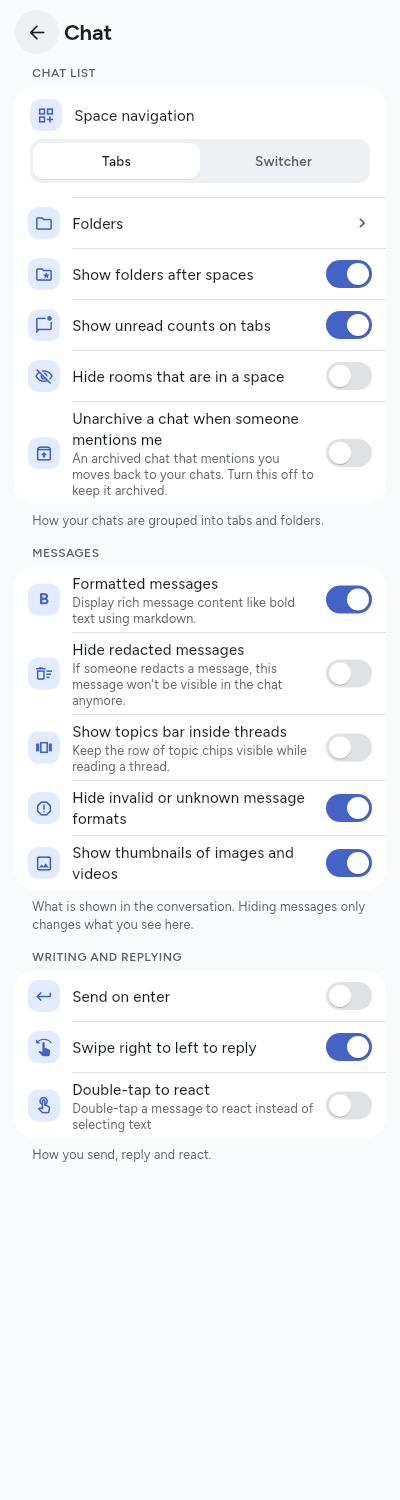 Chat
CHAT LIST
Space navigation
Tabs
Switcher
Folders
Show folders after spaces
Show unread counts on tabs
Hide rooms that are in a space
Unarchive a chat when someone
mentions me
An archived chat that mentions you
moves back to your chats. Turn this off to
keep it archived.
How your chats are grouped into tabs and folders.
MESSAGES
B
Formatted messages
Display rich message content like bold
text using markdown.
Hide redacted messages
If someone redacts a message, this
message won't be visible in the chat
anymore.
Show topics bar inside threads
Keep the row of topic chips visible while
reading a thread.
Hide invalid or unknown message
formats
Show thumbnails of images and
videos
What is shown in the conversation. Hiding messages only
changes what you see here.
WRITING AND REPLYING
Send on enter
Swipe right to left to reply
Double-tap to react
Double-tap a message to react instead of
selecting text
How you send, reply and react.